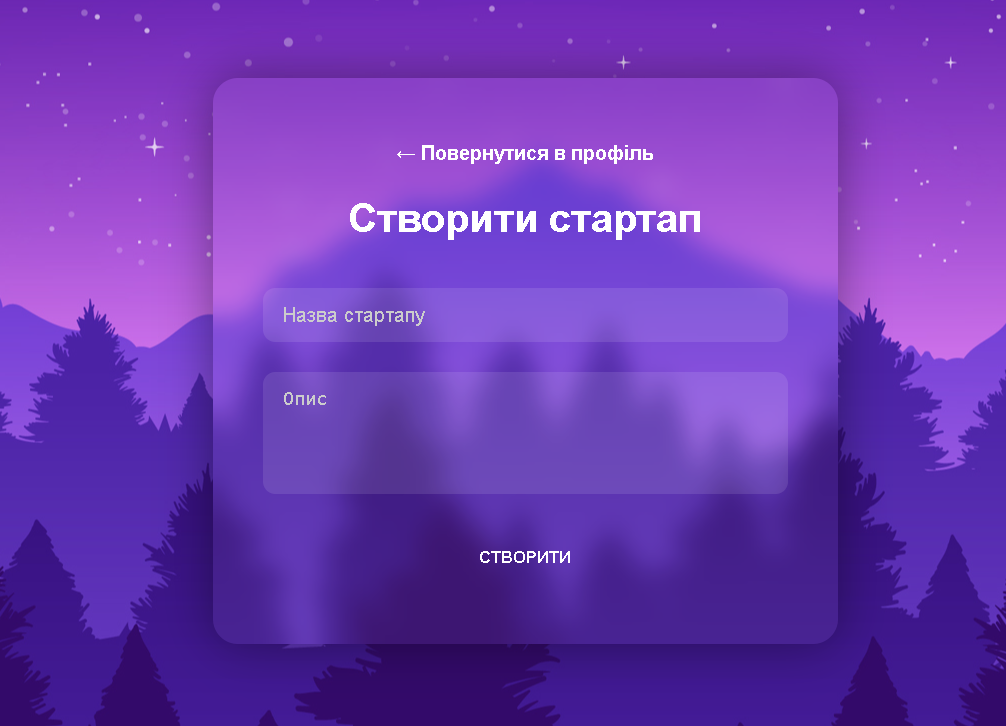 ← Повернутися в профіль
Створити стартап
Назва стартапу
Опис
СТВОРИТИ